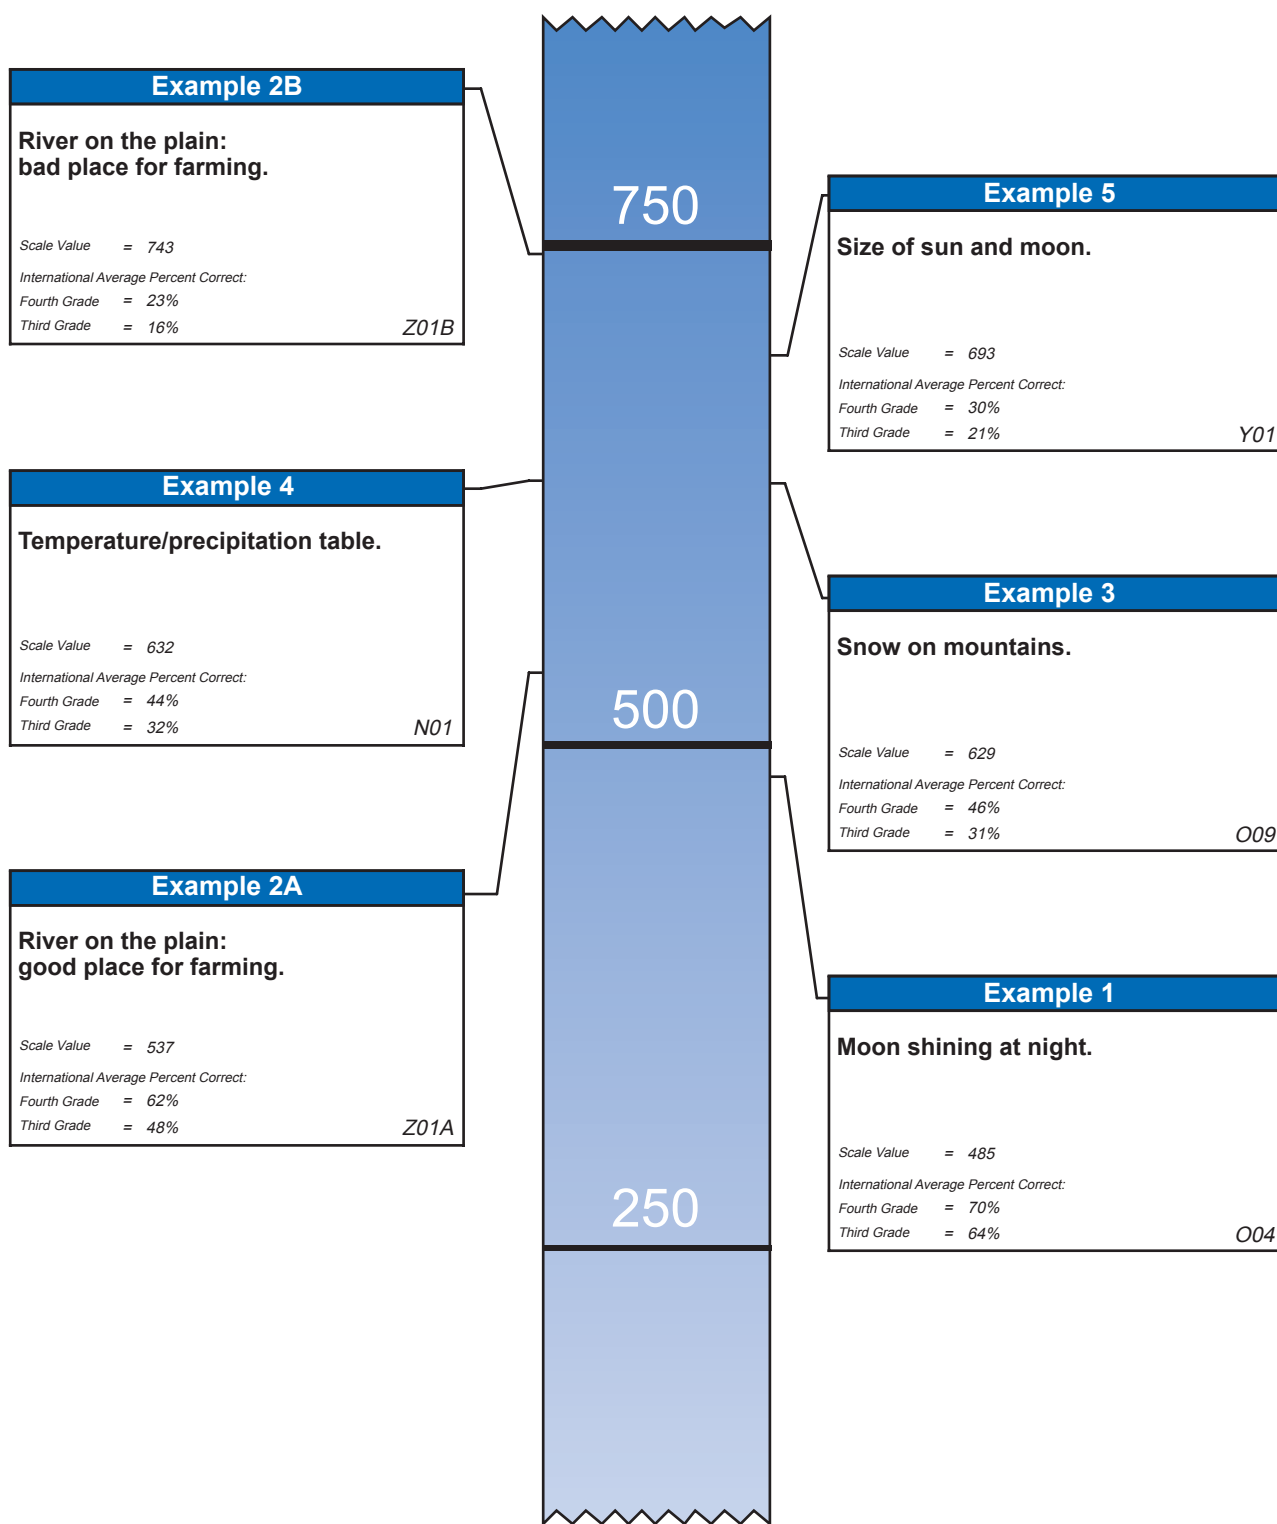 Example 2B
River on the plain:
bad place for farming.
Scale Value = 743
International Average Percent Correct:
Fourth Grade = 23%
Third Grade = 16%
Z01B
Example 4
Temperature/precipitation table.
Scale Value = 632
International Average Percent Correct:
Fourth Grade = 44%
Third Grade = 32%
N01
Example 2A
River on the plain:
good place for farming.
Scale Value = 537
International Average Percent Correct:
Fourth Grade = 62%
Third Grade = 48%
Z01A
750
500
250
Example 5
Size of sun and moon.
Scale Value = 693
International Average Percent Correct:
Fourth Grade = 30%
Third Grade = 21%
Y01
Example 3
Snow on mountains.
Scale Value = 629
International Average Percent Correct:
Fourth Grade = 46%
Third Grade = 31%
O09
Example 1
Moon shining at night.
Scale Value = 485
International Average Percent Correct:
Fourth Grade = 70%
Third Grade = 64%
O04